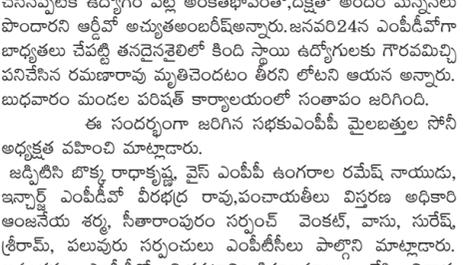 చేసినప్పటికి ఉద్యోగం పట్ల అంకితభావంతో,దక్షతతో అందరి మన్ననలు
పొందారని ఆర్డీవో అచ్యుతఅంబరీష్అన్నారు.జనవరి24న ఎంపీడీవోగా
బాధ్యతలు చేపట్టి తనదైనశైలిలో కింది స్థాయి ఉద్యోగులకు గౌరవమిచ్చి
పనిచేసిన రమణారావు మృతిచెందటం తీరని లోటని ఆయన అన్నారు.
బుధవారం మండల పరిషత్ కార్యాలయంలో సంతాపం జరిగింది.
ఈ సందర్భంగా జరిగిన సభకుఎంపీపీ మైలబత్తుల సోనీ
అధ్యక్షత వహించి మాట్లాడారు.
జడ్పిటిసి బొక్క రాధాకృష్ణ, వైస్ ఎంపీపీ ఉంగరాల రమేష్ నాయుడు,
ఇన్చార్జ్ ఎంపీడీవో వీరభద్ర రావు,పంచాయతీలు విస్తరణ అధికారి
ఆంజనేయ శర్మ, సీతారాంపురం సర్పంచ్ వెంకట్, వాసు, సురేష్,
శ్రీరామ్, పలువురు సర్పంచులు ఎంపీటీసీలు పాల్గొని మాట్లాడారు.